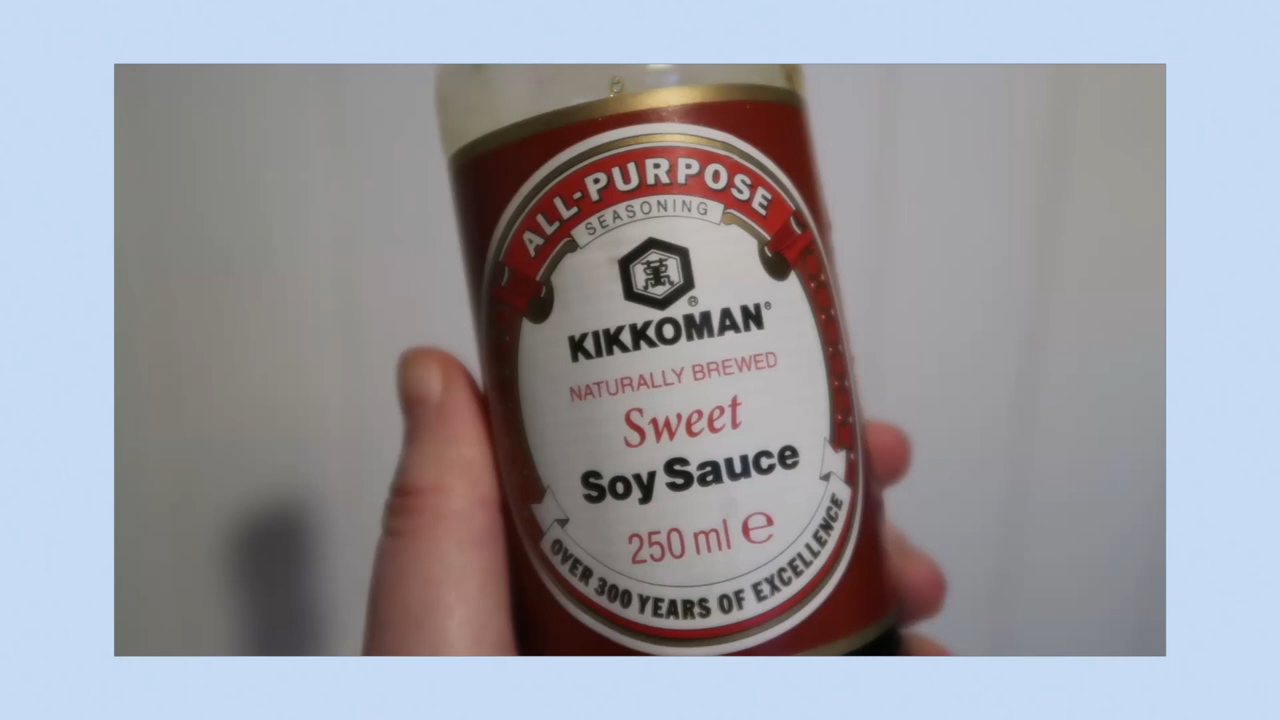 ALL-PURPOSE
SEASONING
萬
®
KIKKOMAN®
NATURALLY BREWED
Sweet
Soy Sauce
250 ml ℮
OVER 300 YEARS OF EXCELLENCE